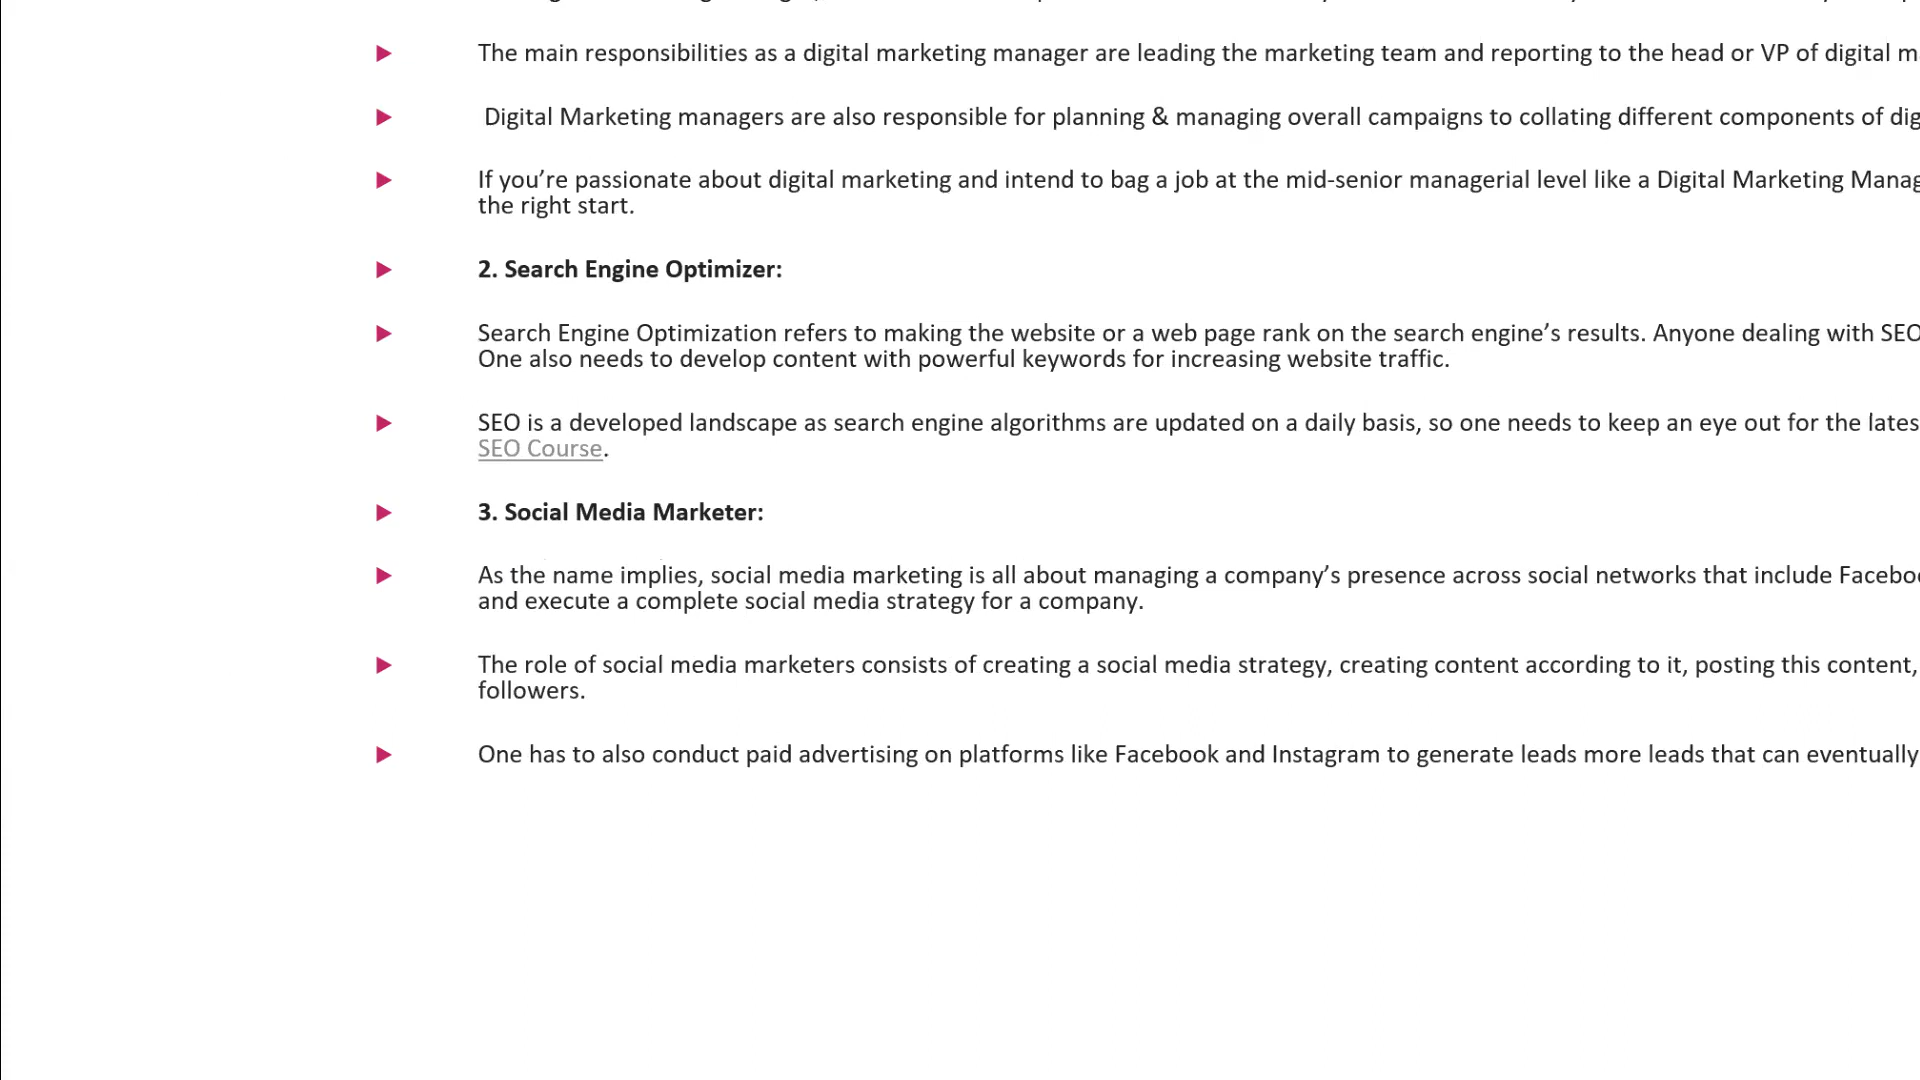 The main responsibilities as a digital marketing manager are leading the marketing team and reporting to the head or VP of digital
Digital Marketing managers are also responsible for planning & managing overall campaigns to collating different components of
If you’re passionate about digital marketing and intend to bag a job at the mid-senior managerial level like a Digital Marketing
the right start.
2. Search Engine Optimizer:
Search Engine Optimization refers to making the website or a web page rank on the search engine’s results. Anyone dealing with SEO
One also needs to develop content with powerful keywords for increasing website traffic.
SEO is a developed landscape as search engine algorithms are updated on a daily basis, so one needs to keep an eye out for the
SEO Course.
3. Social Media Marketer:
As the name implies, social media marketing is all about managing a company’s presence across social networks that include
and execute a complete social media strategy for a company.
The role of social media marketers consists of creating a social media strategy, creating content according to it, posting this content,
followers.
One has to also conduct paid advertising on platforms like Facebook and Instagram to generate leads more leads that can eventually